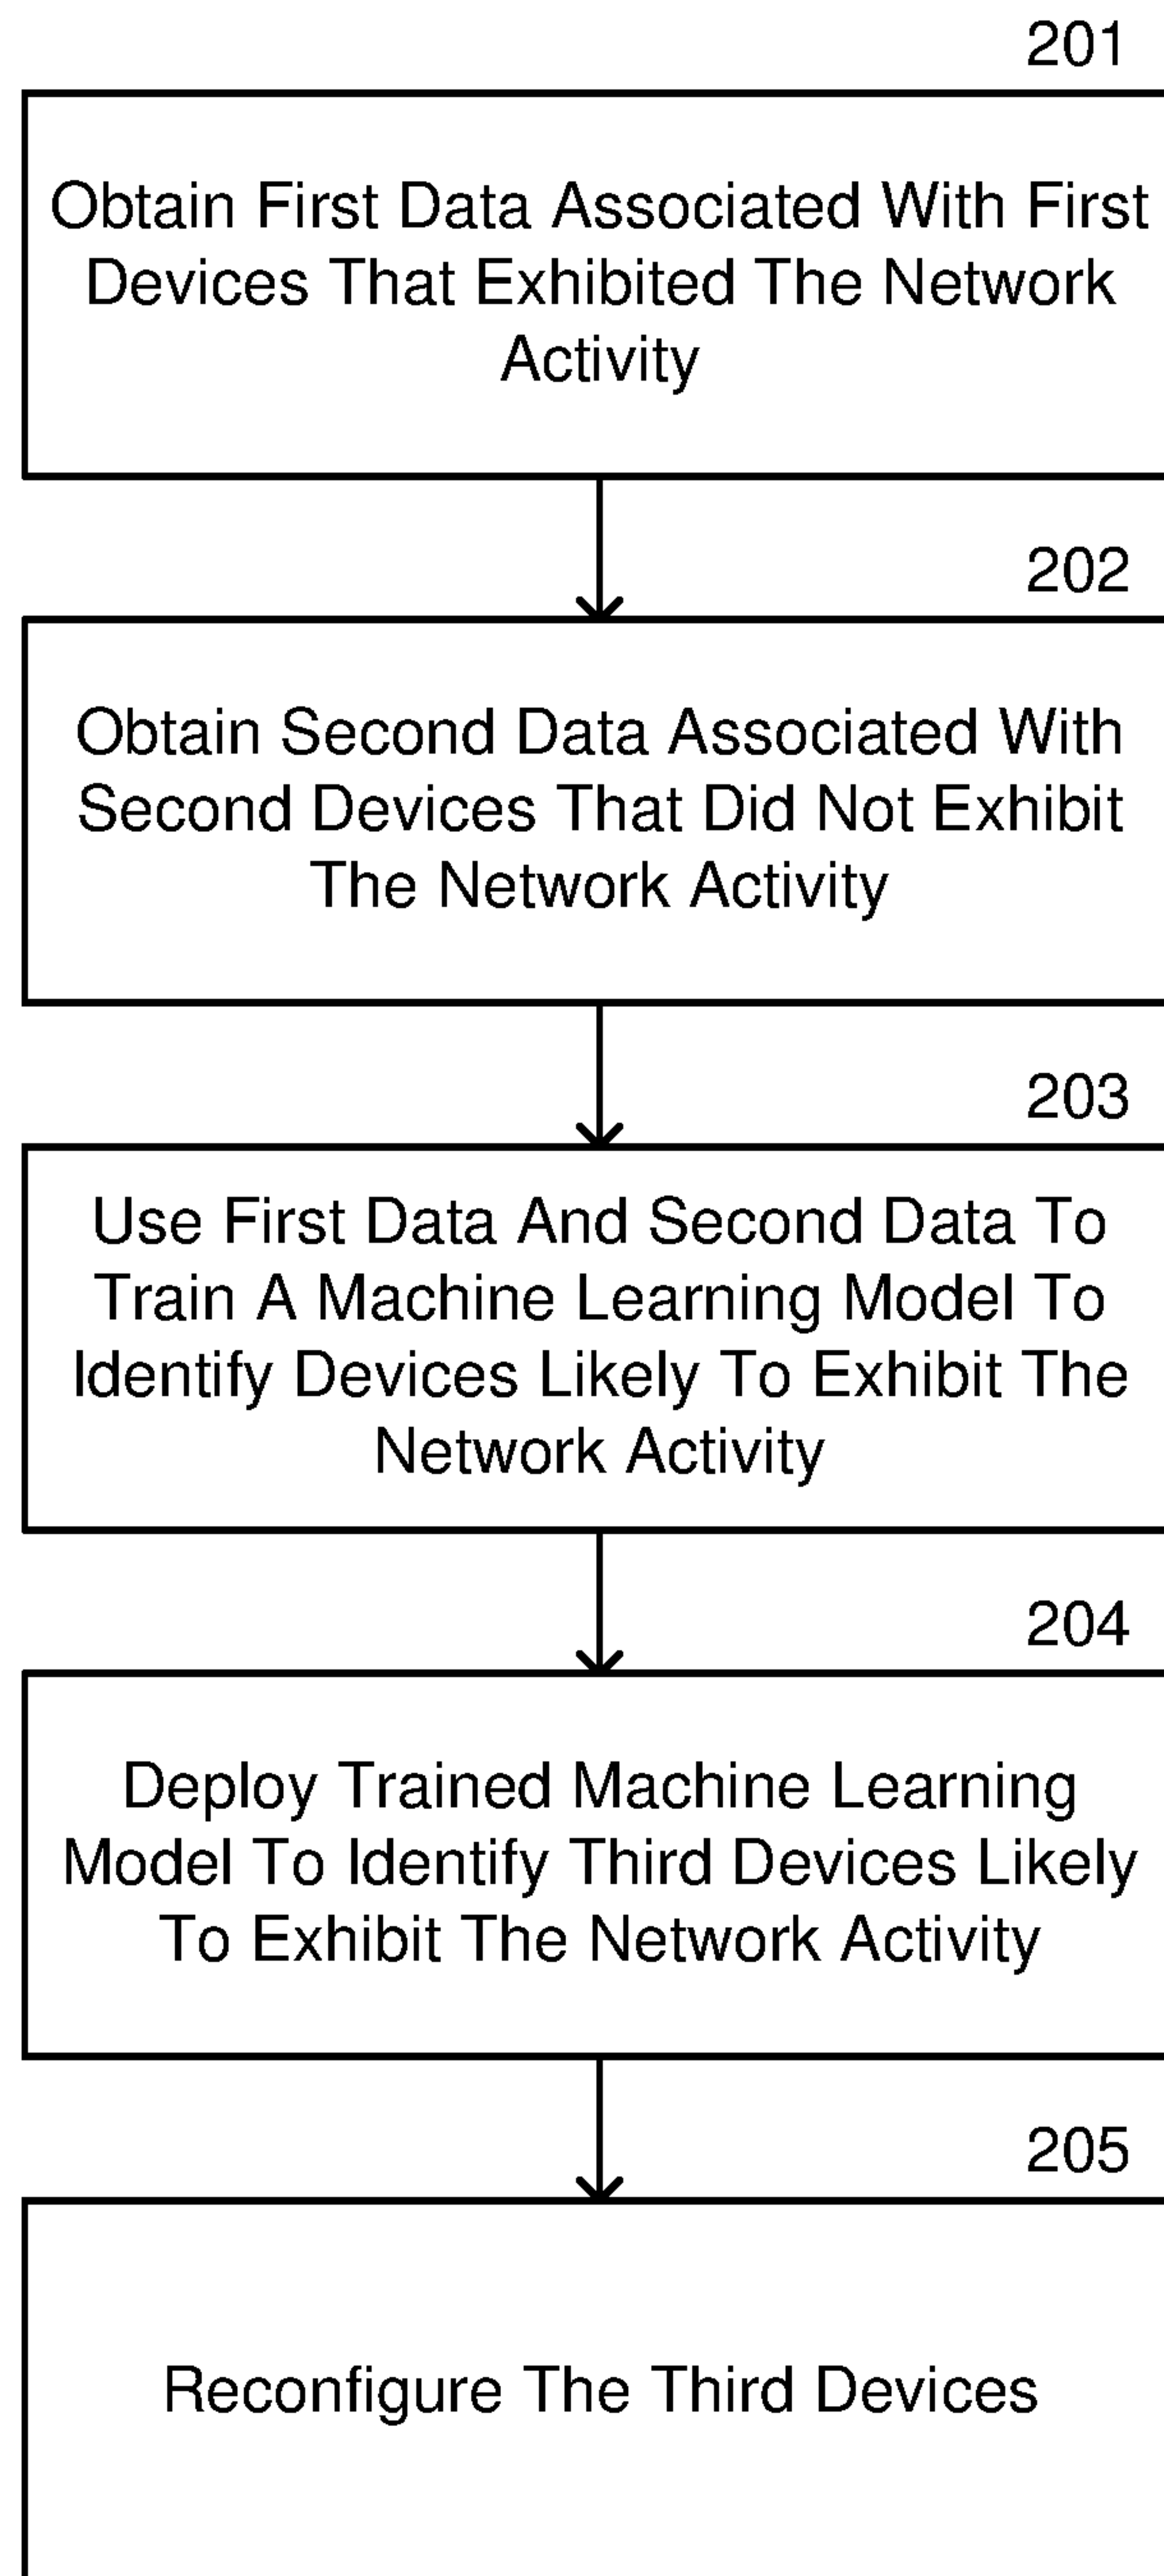 201
Obtain First Data Associated With First
Devices That Exhibited The Network
Activity
202
Obtain Second Data Associated With
Second Devices That Did Not Exhibit
The Network Activity
203
Use First Data And Second Data To
Train A Machine Learning Model To
Identify Devices Likely To Exhibit The
Network Activity
204
Deploy Trained Machine Learning
Model To Identify Third Devices Likely
To Exhibit The Network Activity
205
Reconfigure The Third Devices